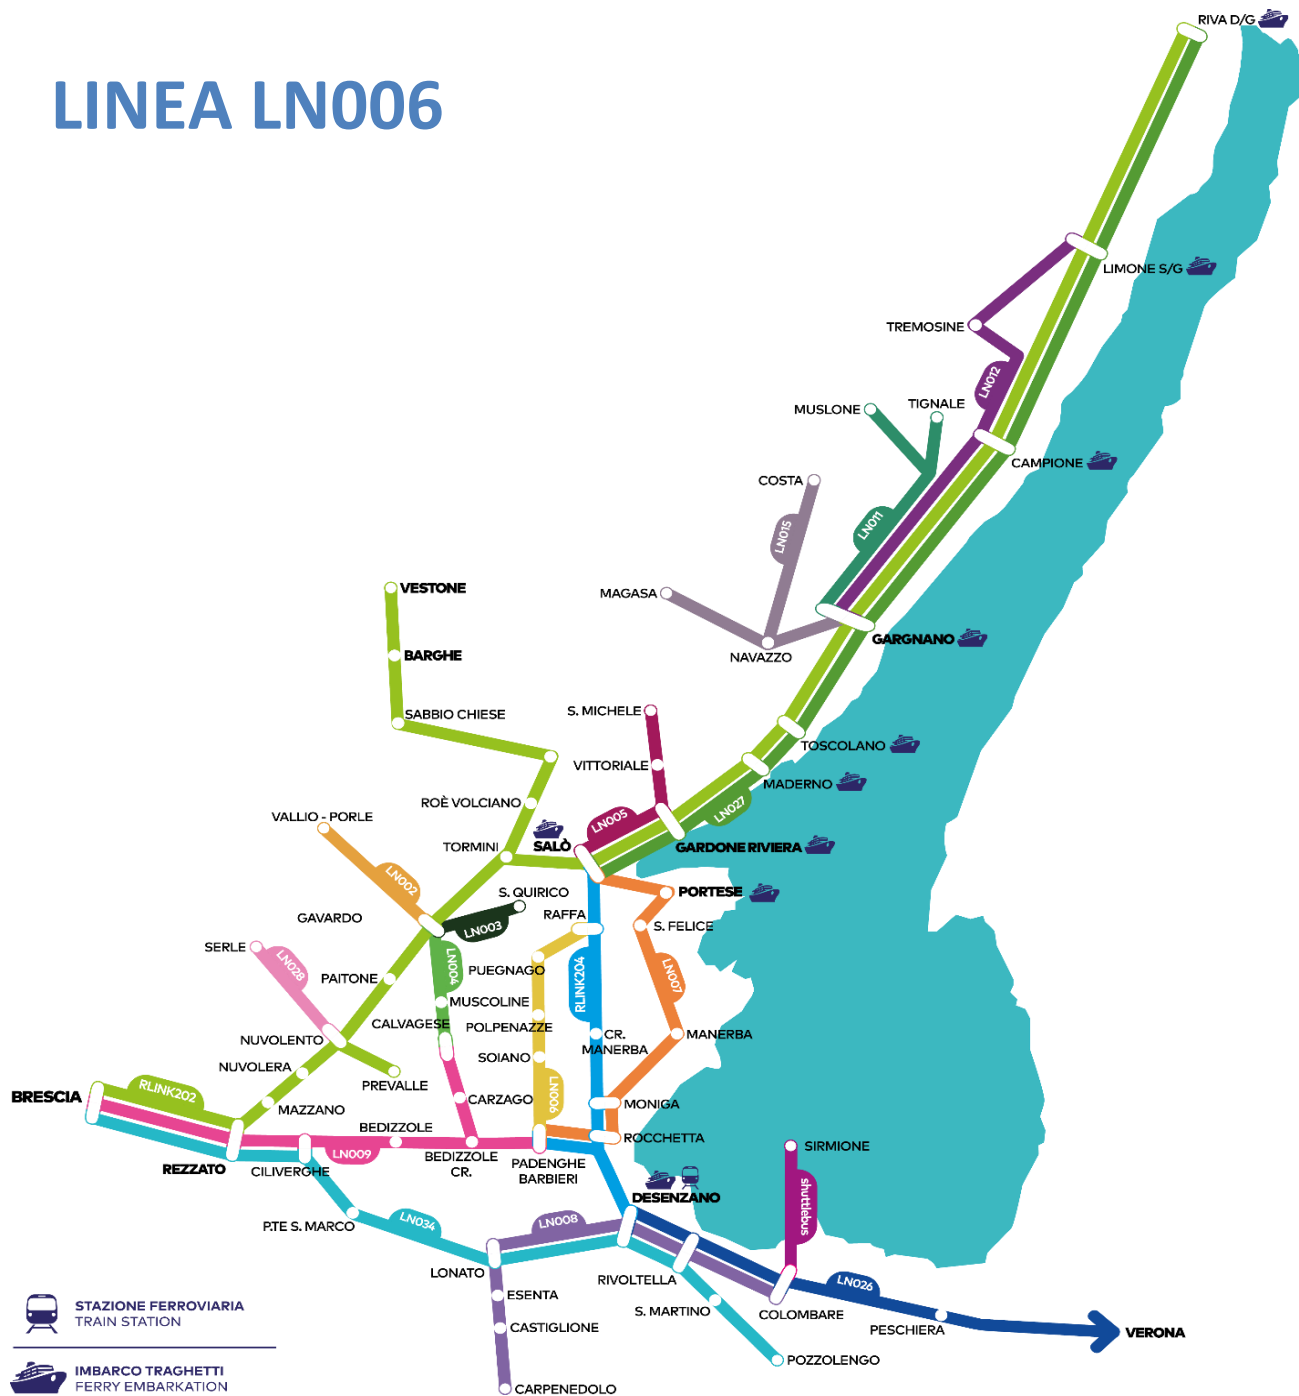 RIVA D/G
LINEA LN006
LIMONE S/G
TREMOSINE
LN012
MUSLONE
TIGNALE
CAMPIONE
COSTA
LN011
LN015
VESTONE
MAGASA
GARGNANO
BARGHE
NAVAZZO
SABBIO CHIESE
S. MICHELE
TOSCOLANO
VITTORIALE
MADERNO
ROÈ VOLCIANO
LN027
VALLIO - PORLE
LN005
TORMINI
SALÒ
GARDONE RIVIERA
LN002
S. QUIRICO
PORTESE
GAVARDO
RAFFA
LN003
S. FELICE
SERLE
LN028
LN004
PUEGNAGO
RLINK204
LN007
PAITONE
MUSCOLINE
CALVAGESE
POLPENAZZE
CR.
MANERBA
MANERBA
NUVOLENTO
SOIANO
NUVOLERA
PREVALLE
RLINK202
BRESCIA
CARZAGO
LN006
MONIGA
MAZZANO
BEDIZZOLE
ROCCHETTA
LN009
REZZATO
CILIVERGHE
BEDIZZOLE
CR.
PADENGHE
BARBIERI
SIRMIONE
DESENZANO
shuttlebus
P.TE S. MARCO
LN034
LN008
LONATO
RIVOLTELLA
LN026
ESENTA
S. MARTINO
COLOMBARE
PESCHIERA
CASTIGLIONE
VERONA
POZZOLENGO
CARPENEDOLO
STAZIONE FERROVIARIA
TRAIN STATION
IMBARCO TRAGHETTI
FERRY EMBARKATION